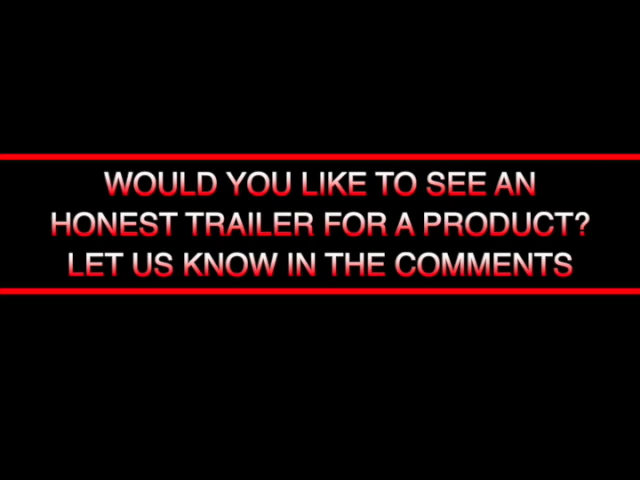 WOULD YOU LIKE TO SEE AN
HONEST TRAILER FOR A PRODUCT?
LET US KNOW IN THE COMMENTS